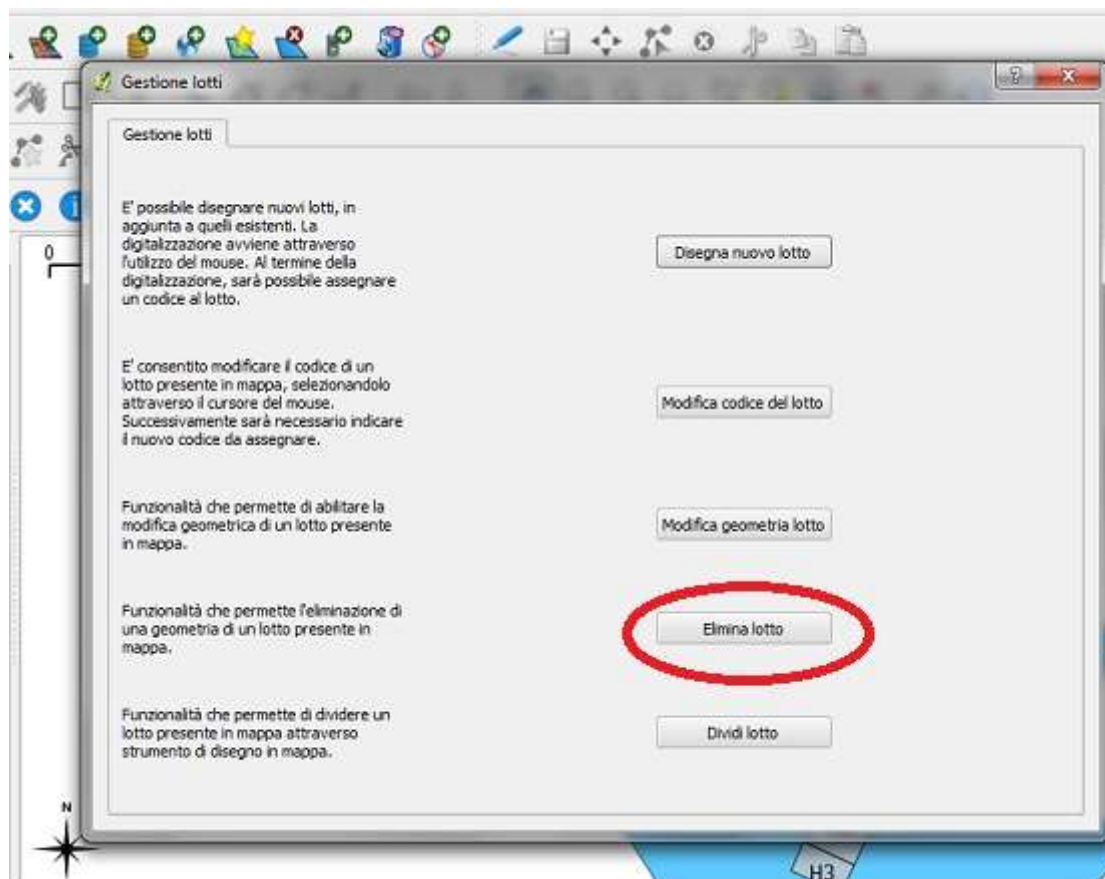 Gestione lotti
Gestione lotti
E' possibile disegnare nuovi lotti, in
aggiunta a quelli esistenti. La
digitalizzazione avviene attraverso
l'utilizzo del mouse. Al termine della
digitalizzazione, sarà possibile assegnare
un codice al lotto.
Disegna nuovo lotto
E' consentito modificare il codice di un
lotto presente in mappa, selezionandolo
attraverso il cursore del mouse.
Successivamente sarà necessario indicare
il nuovo codice da assegnare.
Modifica codice del lotto
Funzionalità che permette di abilitare la
modifica geometrica di un lotto presente
in mappa.
Modifica geometria lotto
Funzionalità che permette l'eliminazione di
una geometria di un lotto presente in
mappa.
Elimina lotto
Funzionalità che permette di dividere un
lotto presente in mappa attraverso
strumento di disegno in mappa.
Dividi lotto
0
N
H3